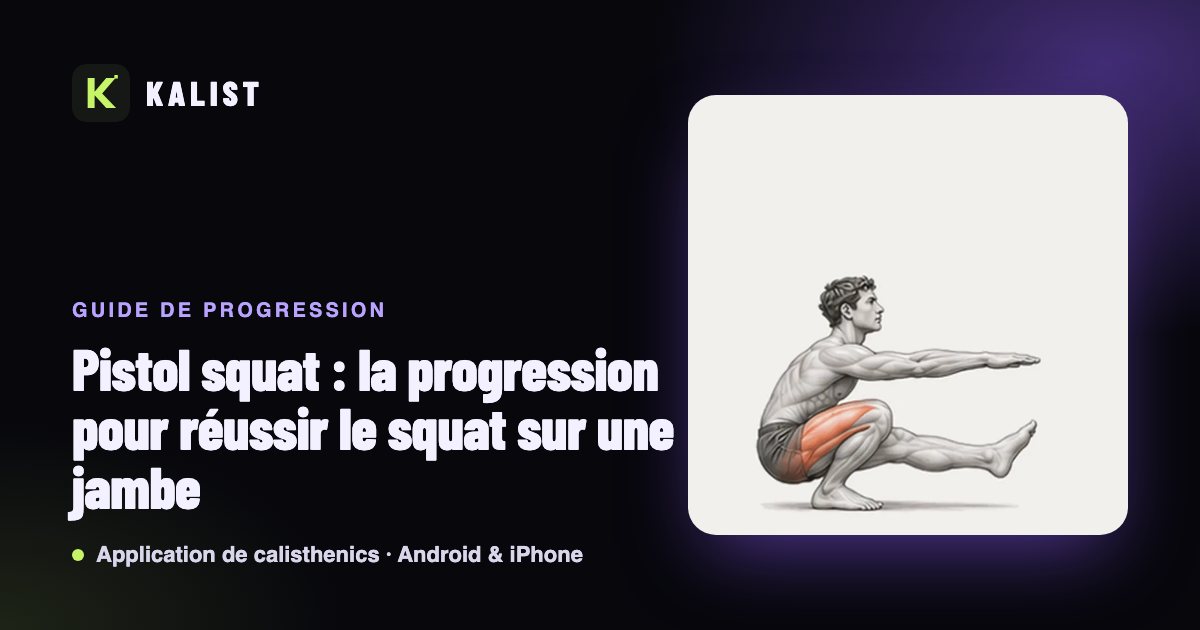 KALIST
GUIDE DE PROGRESSION
Pistol squat : la progression
pour réussir le squat sur une
jambe
Application de calisthenics · Android & iPhone